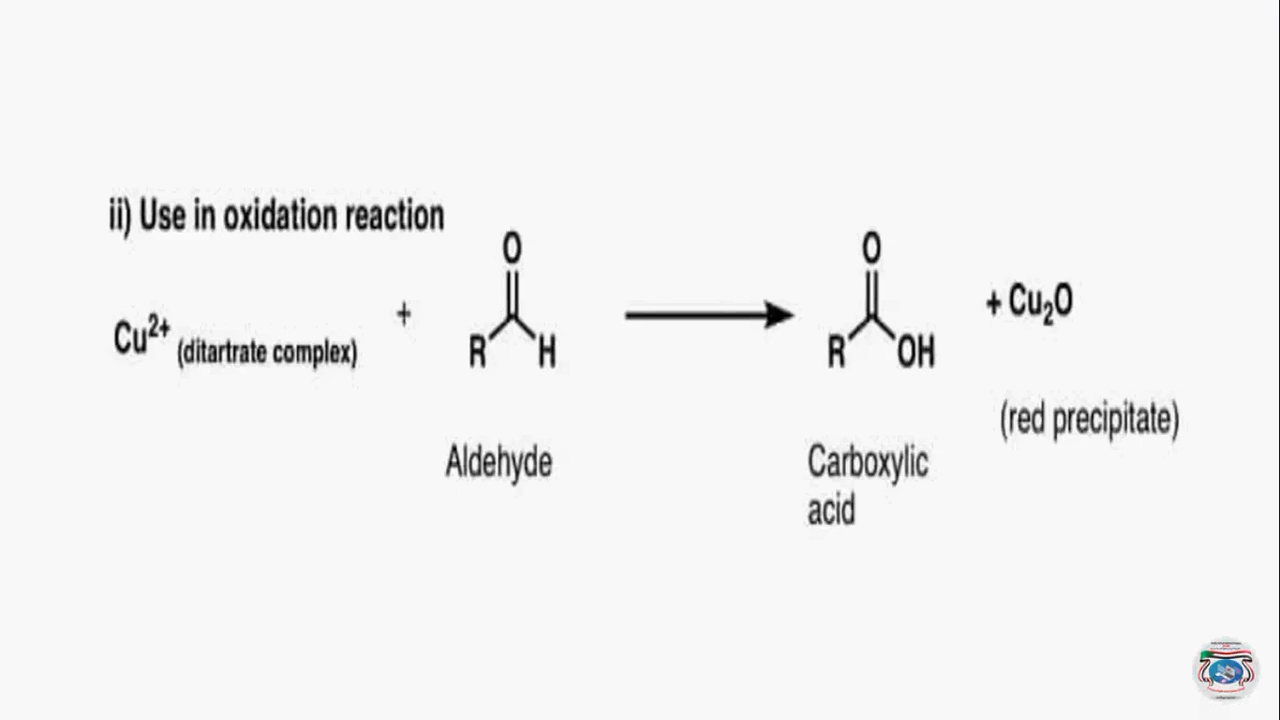 ii) Use in oxidation reaction
O
O
Cu²⁺ (ditartrate complex) + R H
R OH + Cu₂O
(red precipitate)
Aldehyde
Carboxylic
acid